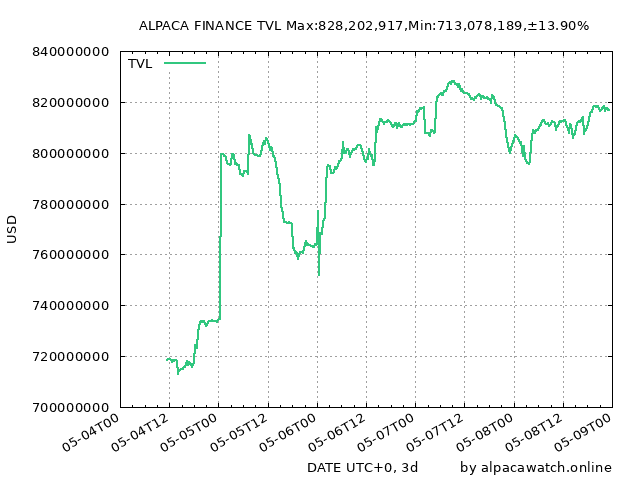 ALPACA FINANCE TVL Max:828,202,917,Min:713,078,189,±13.90%
840000000
TVL
820000000
800000000
780000000
USD
760000000
740000000
720000000
700000000
05-04T00 05-04T12 05-05T00 05-05T12 05-06T00 05-06T12 05-07T00 05-07T12 05-08T00 05-08T12 05-09T00
DATE UTC+0, 3d by alpacawatch.online